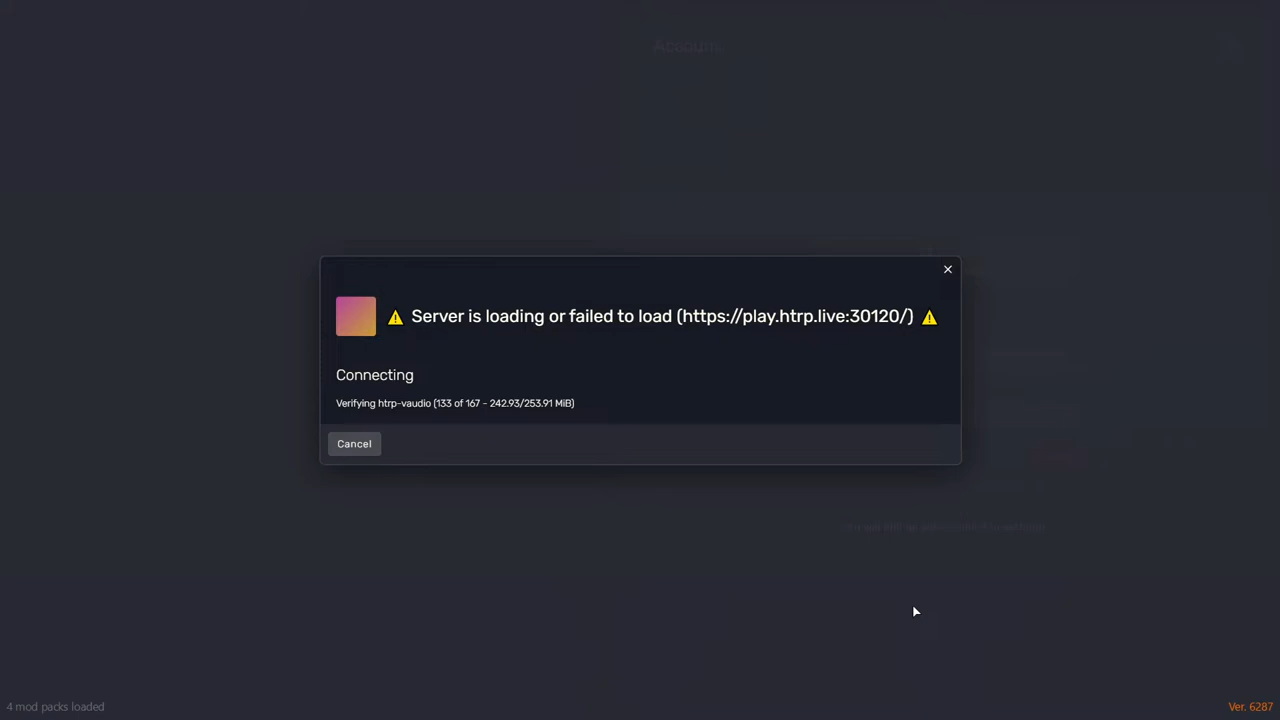 Account
⚠ Server is loading or failed to load (https://play.htrp.live:30120/) ⚠
Connecting
Verifying htrp-vaudio (133 of 167 - 242.93/253.91 MiB)
Cancel
4 mod packs loaded
Ver. 6287